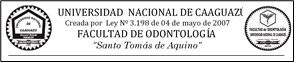 UNIVERSIDAD NACIONAL DE CAAGUAZÚ
Creada por Ley Nº 3.198 de 04 de mayo de 2007
FACULTAD DE ODONTOLOGÍA
"Santo Tomás de Aquino"